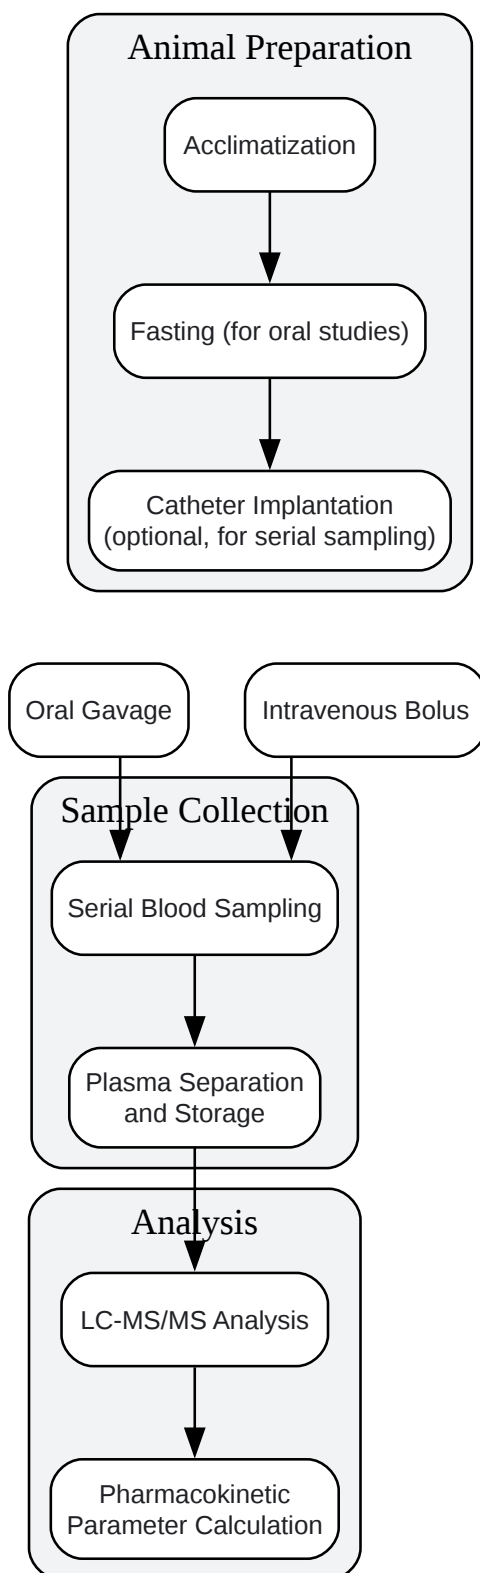 Animal Preparation
Acclimatization
Fasting (for oral studies)
Catheter Implantation
(optional, for serial sampling)
Oral Gavage
Intravenous Bolus
Sample Collection
Serial Blood Sampling
Plasma Separation
and Storage
Analysis
LC-MS/MS Analysis
Pharmacokinetic
Parameter Calculation